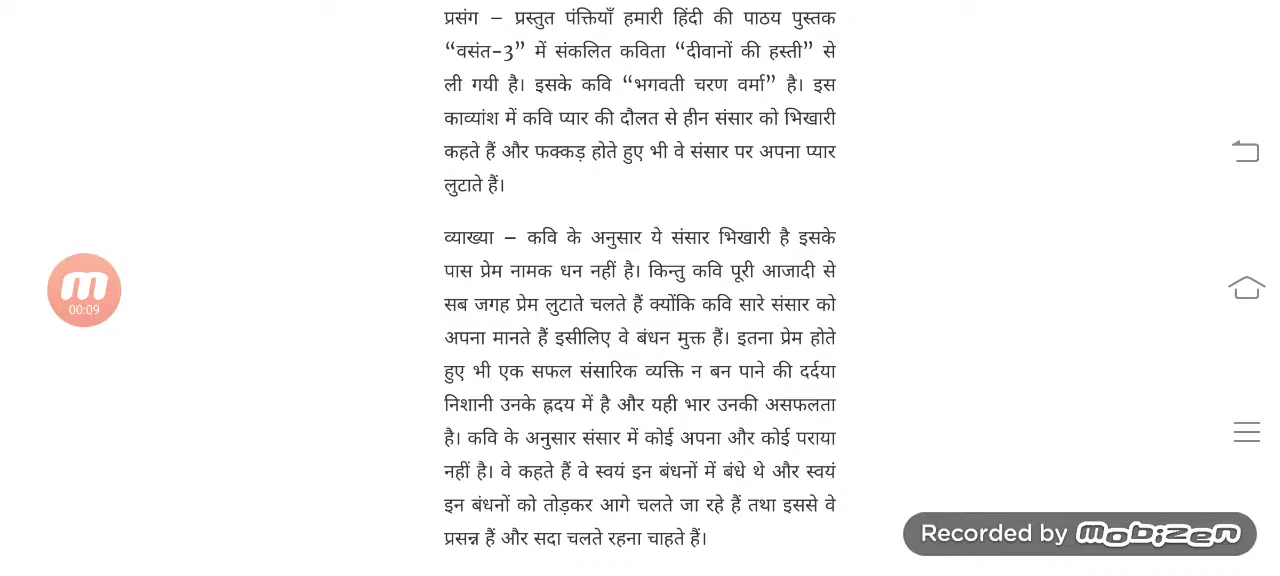 प्रसंग – प्रस्तुत पंक्तियाँ हमारी हिंदी की पाठय पुस्तक
“वसंत-3” में संकलित कविता “दीवानों की हस्ती” से
ली गयी है। इसके कवि “भगवती चरण वर्मा” है। इस
काव्यांश में कवि प्यार की दौलत से हीन संसार को भिखारी
कहते हैं और फक्कड़ होते हुए भी वे संसार पर अपना प्यार
लुटाते हैं।
व्याख्या – कवि के अनुसार ये संसार भिखारी है इसके
पास प्रेम नामक धन नहीं है। किन्तु कवि पूरी आजादी से
सब जगह प्रेम लुटाते चलते हैं क्योंकि कवि सारे संसार को
अपना मानते हैं इसीलिए वे बंधन मुक्त हैं। इतना प्रेम होते
हुए भी एक सफल संसारिक व्यक्ति न बन पाने की दर्दया
निशानी उनके ह्रदय में है और यही भार उनकी असफलता
है। कवि के अनुसार संसार में कोई अपना और कोई पराया
नहीं है। वे कहते हैं वे स्वयं इन बंधनों में बंधे थे और स्वयं
इन बंधनों को तोड़कर आगे चलते जा रहे हैं तथा इससे वे
प्रसन्न हैं और सदा चलते रहना चाहते हैं।
m
00:09
Recorded by mobizen